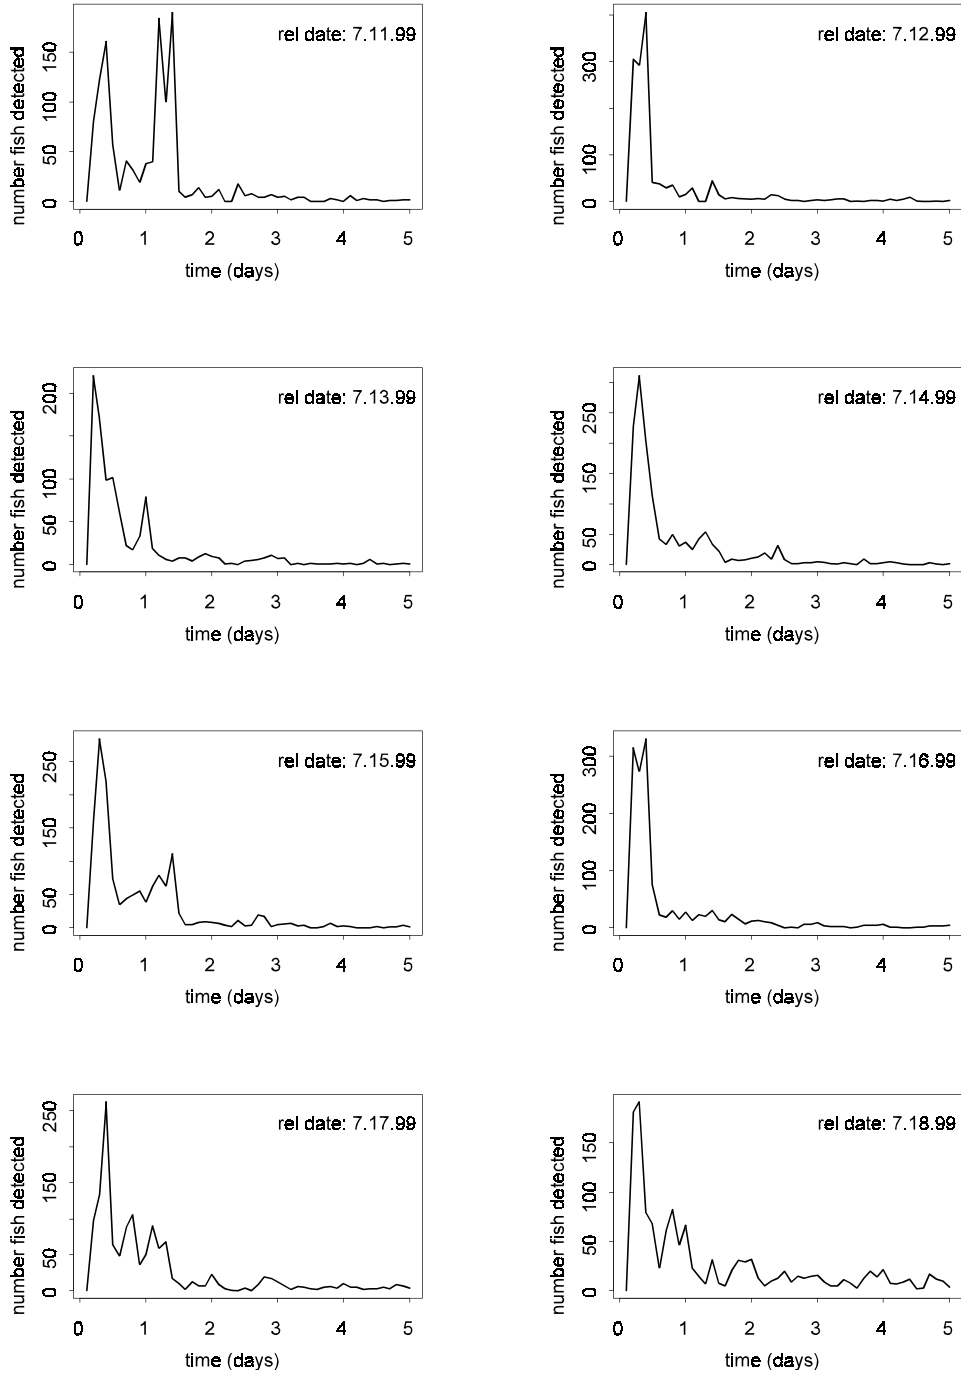 rel date: 7.11.99
number fish detected
0 50 100 150
0 1 2 3 4 5
time (days)
rel date: 7.12.99
number fish detected
0 100 300
0 1 2 3 4 5
time (days)
rel date: 7.13.99
number fish detected
0 50 100 200
0 1 2 3 4 5
time (days)
rel date: 7.14.99
number fish detected
0 50 150 250
0 1 2 3 4 5
time (days)
rel date: 7.15.99
number fish detected
0 50 150 250
0 1 2 3 4 5
time (days)
rel date: 7.16.99
number fish detected
0 100 200 300
0 1 2 3 4 5
time (days)
rel date: 7.17.99
number fish detected
0 50 150 250
0 1 2 3 4 5
time (days)
rel date: 7.18.99
number fish detected
0 50 100 150
0 1 2 3 4 5
time (days)